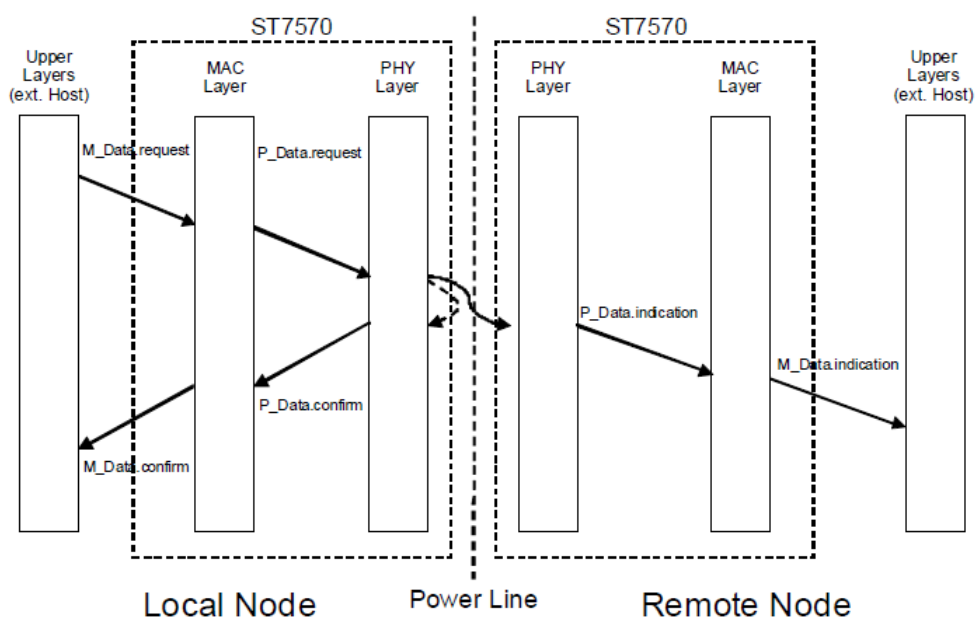 ST7570
ST7570
Upper
Layers
(ext. Host)
MAC
Layer
PHY
Layer
PHY
Layer
MAC
Layer
Upper
Layers
(ext. Host)
M_Data.request
P_Data.request
P_Data.indication
M_Data.indication
P_Data.confirm
M_Data.confirm
Local Node
Power Line
Remote Node